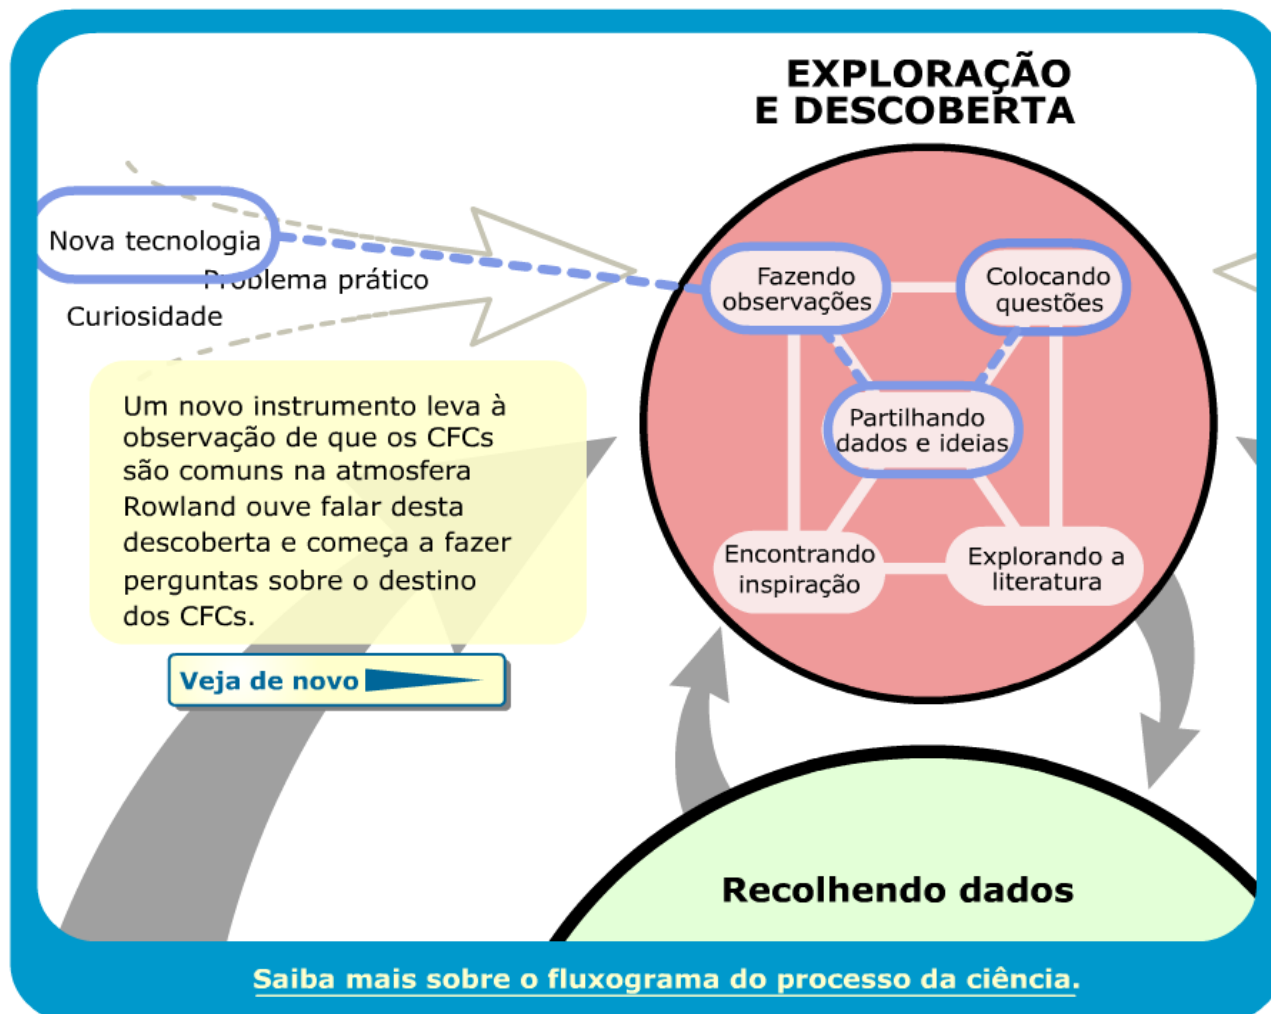 EXPLORAÇÃO
E DESCOBERTA
Nova tecnologia
Problema prático
Curiosidade
Fazendo
observações
Colocando
questões
Partilhando
dados e ideias
Encontrando
inspiração
Explorando a
literatura
Um novo instrumento leva à
observação de que os CFCs
são comuns na atmosfera
Rowland ouve falar desta
descoberta e começa a fazer
perguntas sobre o destino
dos CFCs.
Veja de novo
Recolhendo dados
Saiba mais sobre o fluxograma do processo da ciência.